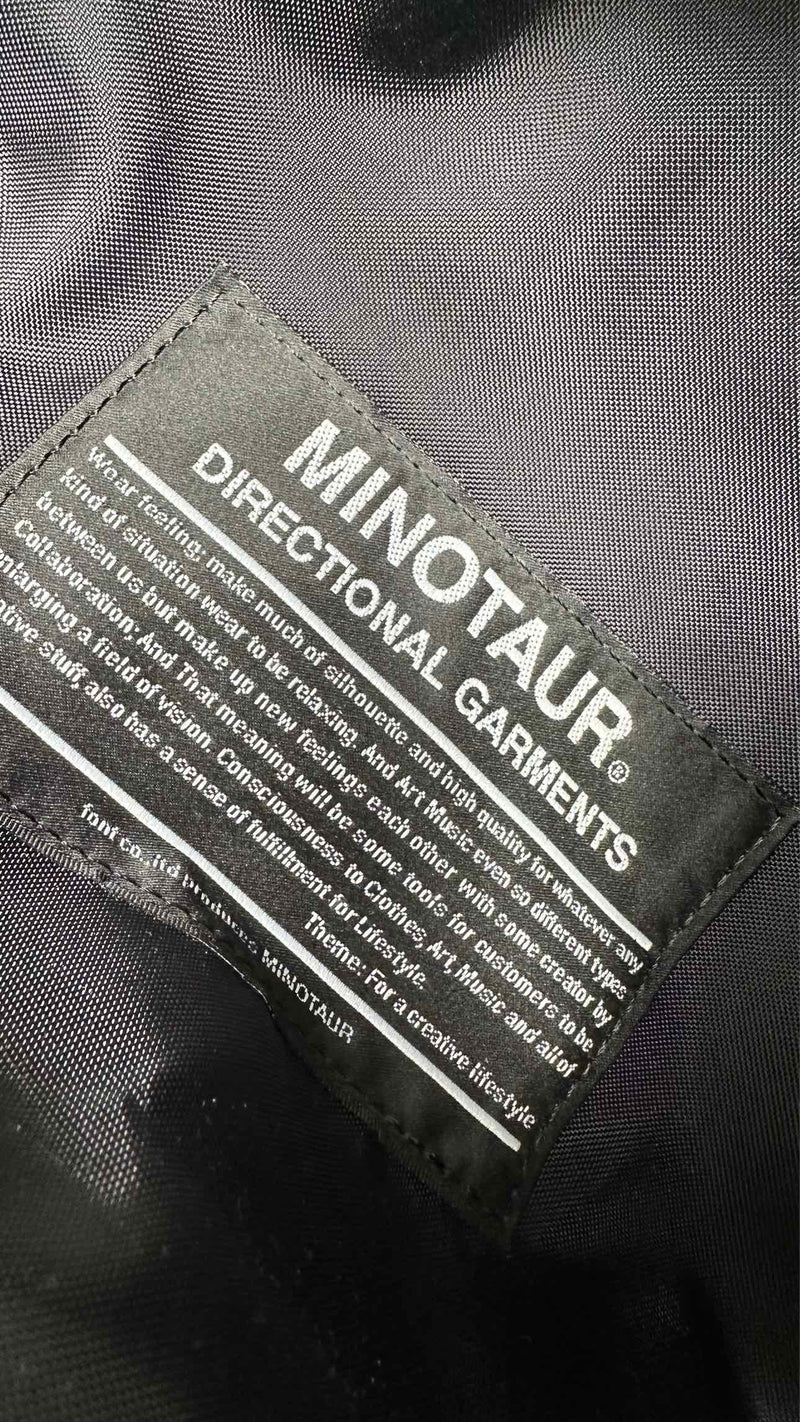 MINOTAUR®
DIRECTIONAL GARMENTS
Wear feeling; make much of silhouette and high quality for whatever any
kind of situation wear to be relaxing. And Art Music even so different types
between us but make up new feelings each other with some creator by
Collaboration; And That meaning will be some tools for customers to be
enlarging a field of vision. Consciousness to Clothes, Art, Music and all of
stuff, also has a sense of fulfillment for Lifestyle.
Theme: For a creative lifestyle
font co.,ltd products MINOTAUR